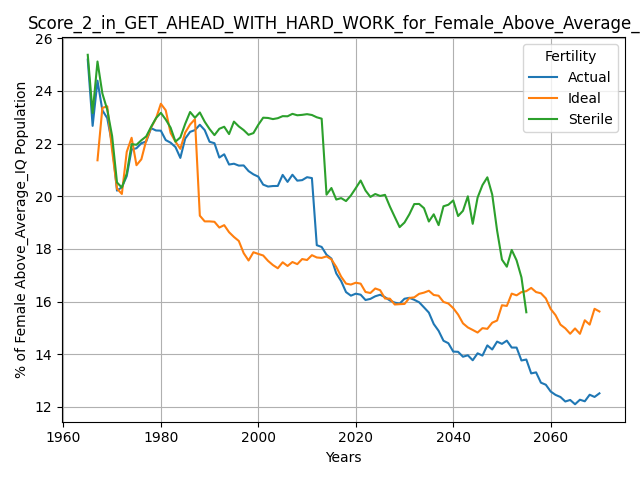 Score_2_in_GET_AHEAD_WITH_HARD_WORK_for_Female_Above_Average_
% of Female Above_Average_IQ Population
26
24
22
20
18
16
14
12
1960
1980
2000
2020
2040
2060
Years
Fertility
Actual
Ideal
Sterile